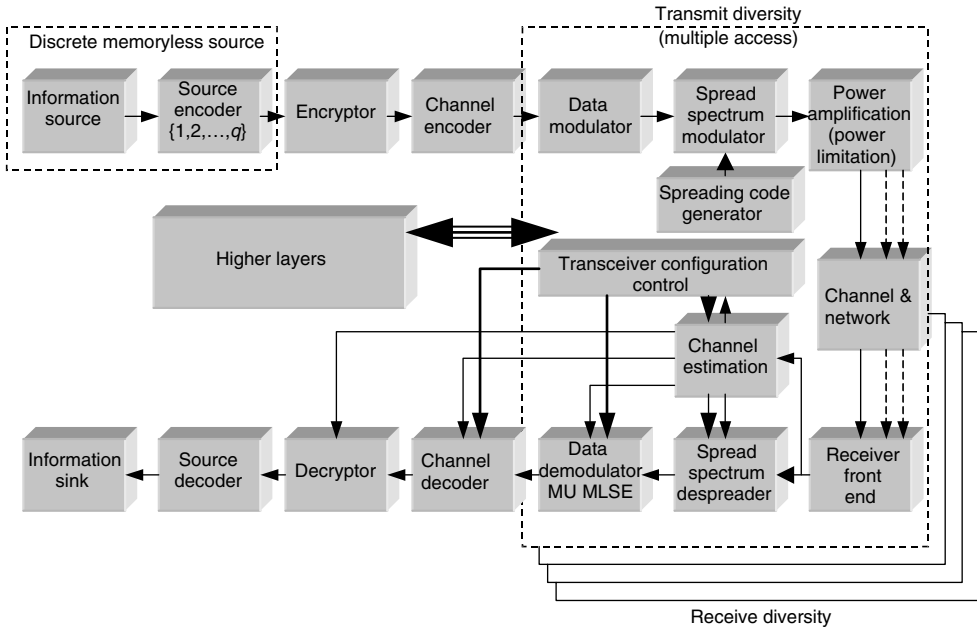 Transmit diversity
(multiple access)
Discrete memoryless source
Information
source
Source
encoder
{1,2,…,q}
Encryptor
Channel
encoder
Data
modulator
Spread
spectrum
modulator
Power
amplification
(power
limitation)
Spreading code
generator
Higher layers
Transceiver configuration
control
Channel &
network
Channel
estimation
Information
sink
Source
decoder
Decryptor
Channel
decoder
Data
demodulator
MU MLSE
Spread
spectrum
despreader
Receiver
front
end
Receive diversity